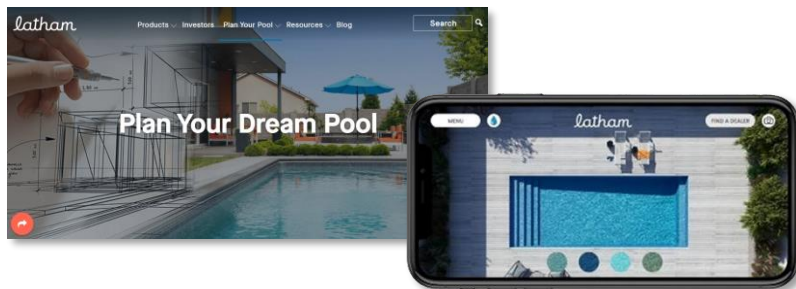 latham
Products Investors Plan Your Pool Resources Blog
Search
Plan Your Dream Pool
MENU
latham
FIND A DEALER